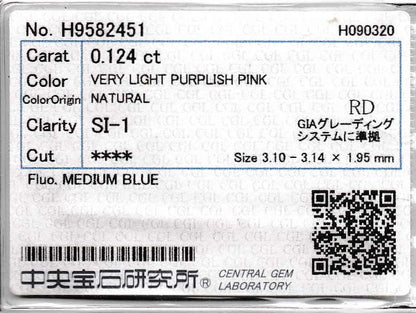 No. H9582451 H090320
Carat 0.124 ct
Color VERY LIGHT PURPLISH PINK
ColorOrigin NATURAL
RD
Clarity SI-1
GIAグレーディング
システムに準拠
Cut ****
Size 3.10 - 3.14 × 1.95 mm
Fluo. MEDIUM BLUE
中央宝石研究所® CENTRAL GEM
LABORATORY